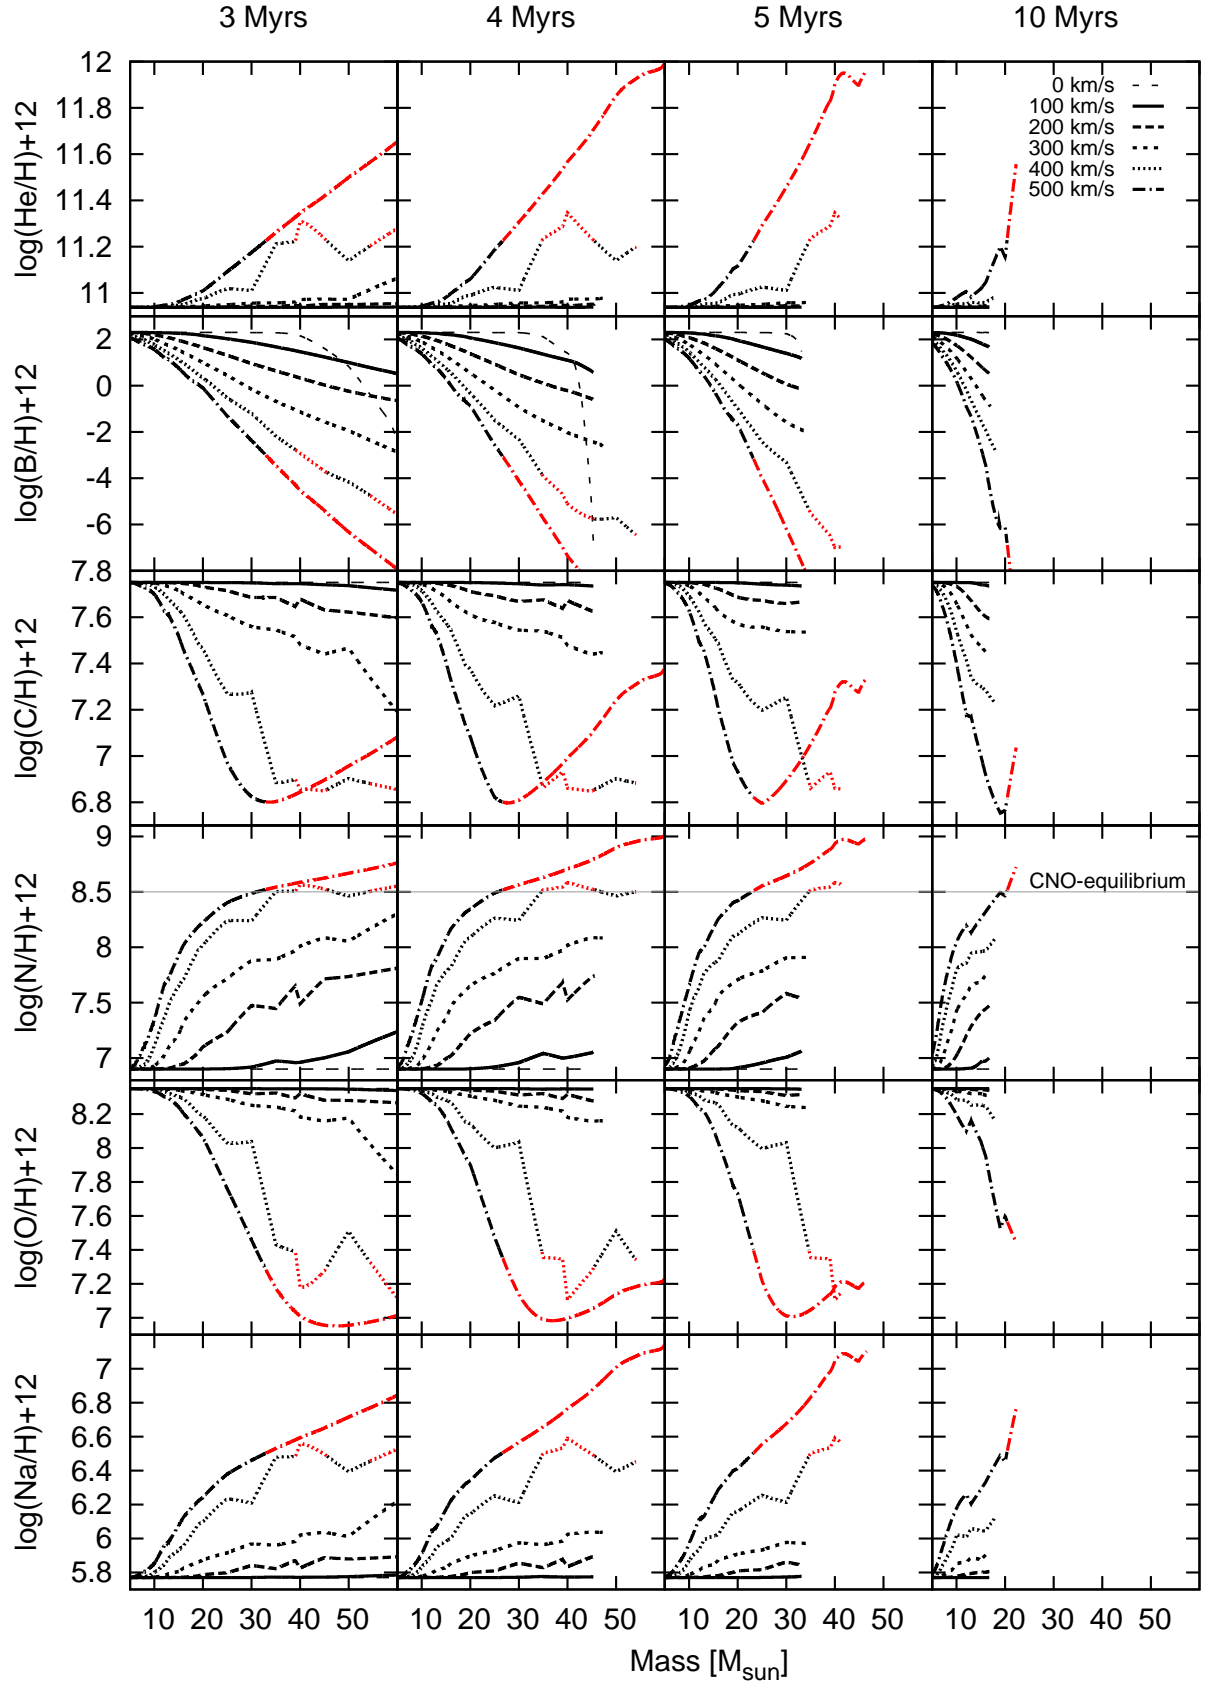 3 Myrs 4 Myrs 5 Myrs 10 Myrs
log(He/H)+12
12
11.8
11.6
11.4
11.2
11
0 km/s
100 km/s
200 km/s
300 km/s
400 km/s
500 km/s
log(B/H)+12
2
0
-2
-4
-6
log(C/H)+12
7.8
7.6
7.4
7.2
7
6.8
log(N/H)+12
9
8.5
8
7.5
7
CNO-equilibrium
log(O/H)+12
8.2
8
7.8
7.6
7.4
7.2
7
log(Na/H)+12
7
6.8
6.6
6.4
6.2
6
5.8
10 20 30 40 50 10 20 30 40 50 10 20 30 40 50 10 20 30 40 50
Mass [M_sun]